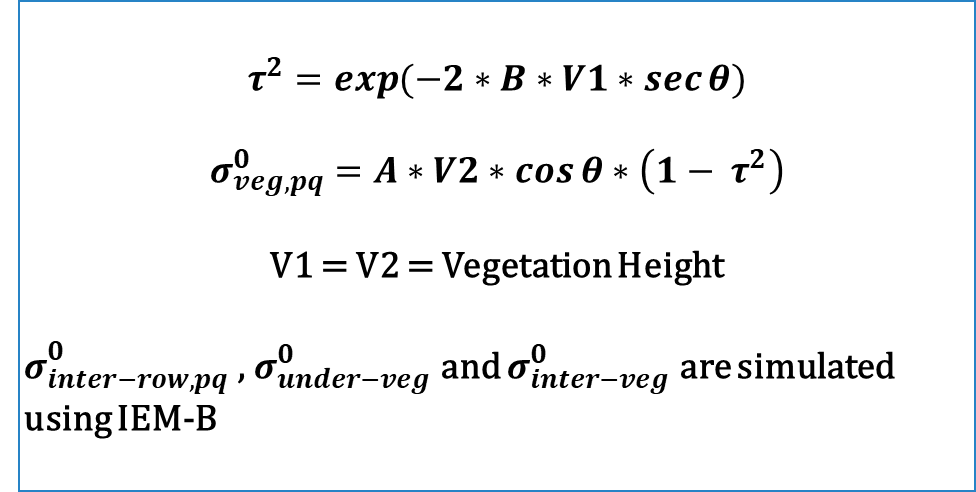 τ² = exp(−2 * B * V1 * sec θ)
σ⁰veg,pq = A * V2 * cos θ * (1 − τ²)
V1 = V2 = Vegetation Height
σ⁰inter−row,pq , σ⁰under−veg and σ⁰inter−veg are simulated
using IEM-B